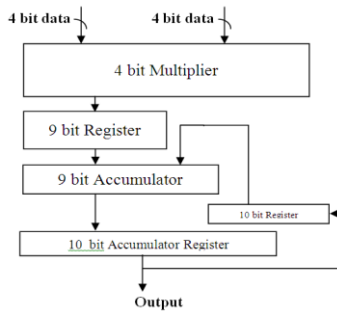 4 bit data 4 bit data
4 bit Multiplier
9 bit Register
9 bit Accumulator
10 bit Register
10 bit Accumulator Register
Output